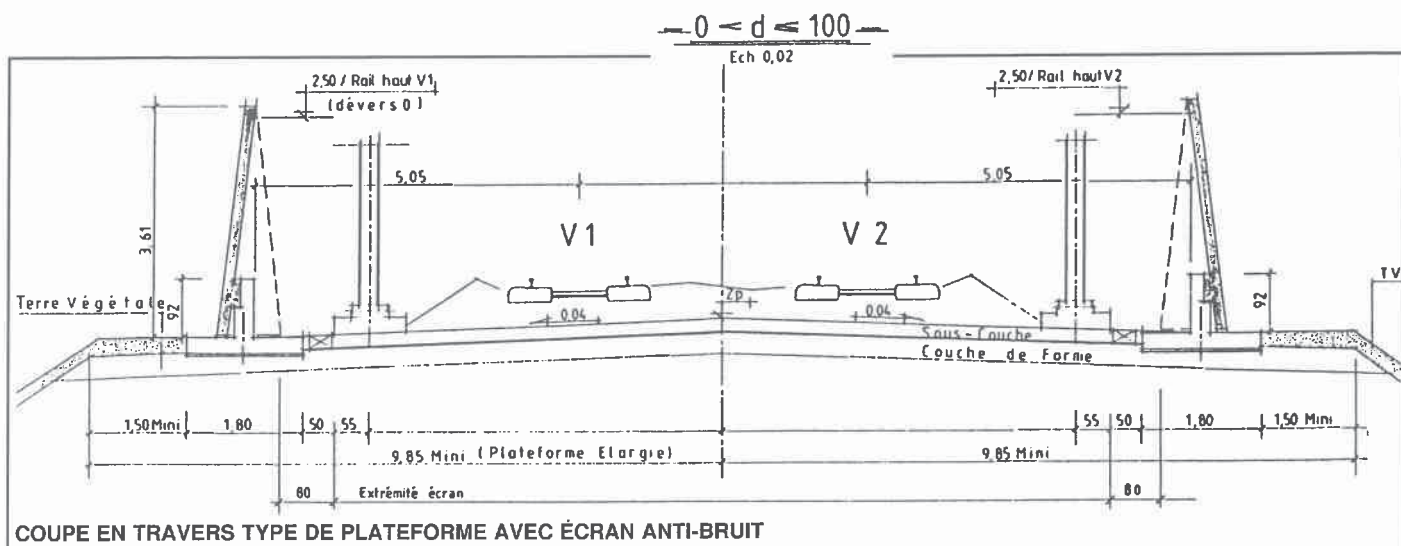 0 < d ≤ 100
Ech 0,02
2,50/ Rail haut V1
(dévers 0)
2,50/ Rail haut V2
5,05
5,05
3,61
V1
V2
Terre Végétale
92
92
TV
Zp
0.04
0.04
Sous-Couche
Couche de Forme
1,50 Mini
1,80
50
55
55
50
1,80
1,50 Mini
9,85 Mini (Plateforme Elargie)
9,85 Mini
80
Extrémité écran
80
COUPE EN TRAVERS TYPE DE PLATEFORME AVEC ÉCRAN ANTI-BRUIT